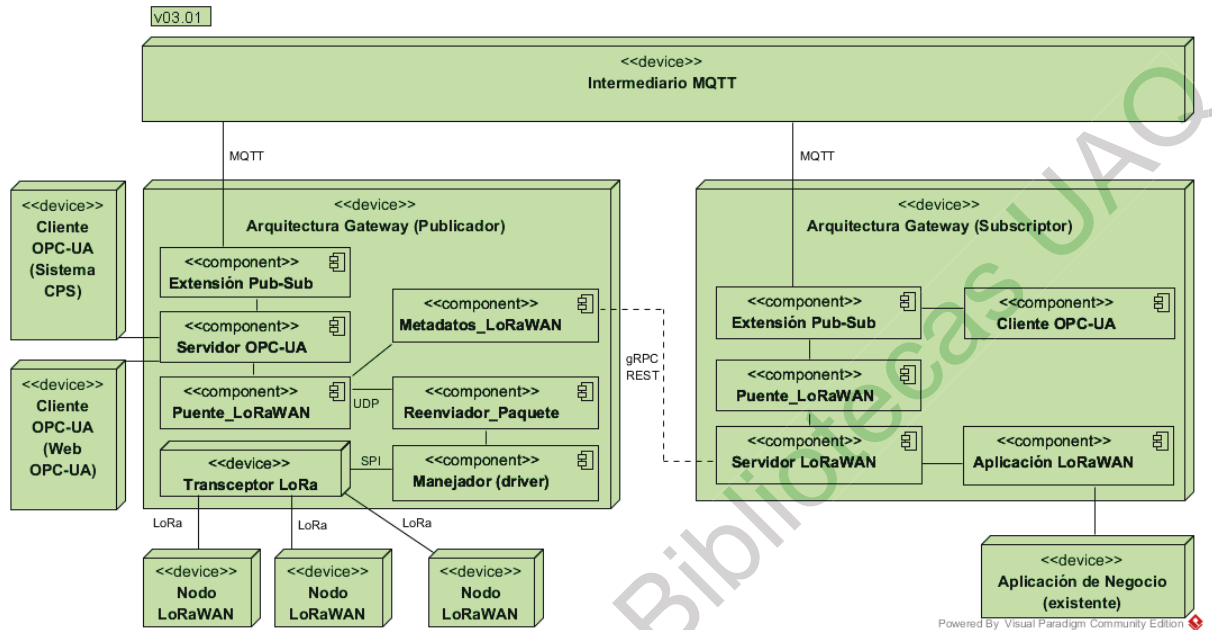 v03.01
<<device>>
Intermediario MQTT
MQTT
MQTT
<<device>>
Cliente
OPC-UA
(Sistema
CPS)
<<device>>
Cliente
OPC-UA
(Web
OPC-UA)
<<device>>
Arquitectura Gateway (Publicador)
<<component>>
Extensión Pub-Sub
<<component>>
Servidor OPC-UA
<<component>>
Metadatos_LoRaWAN
<<component>>
Puente_LoRaWAN
UDP
<<component>>
Reenviador_Paquete
<<device>>
Transceptor LoRa
SPI
<<component>>
Manejador (driver)
LoRa
LoRa
LoRa
<<device>>
Nodo
LoRaWAN
<<device>>
Nodo
LoRaWAN
<<device>>
Nodo
LoRaWAN
gRPC
REST
<<device>>
Arquitectura Gateway (Subscriptor)
<<component>>
Extensión Pub-Sub
<<component>>
Cliente OPC-UA
<<component>>
Puente_LoRaWAN
<<component>>
Servidor LoRaWAN
<<component>>
Aplicación LoRaWAN
<<device>>
Aplicación de Negocio
(existente)
Powered By Visual Paradigm Community Edition
Bibliotecas UAQ